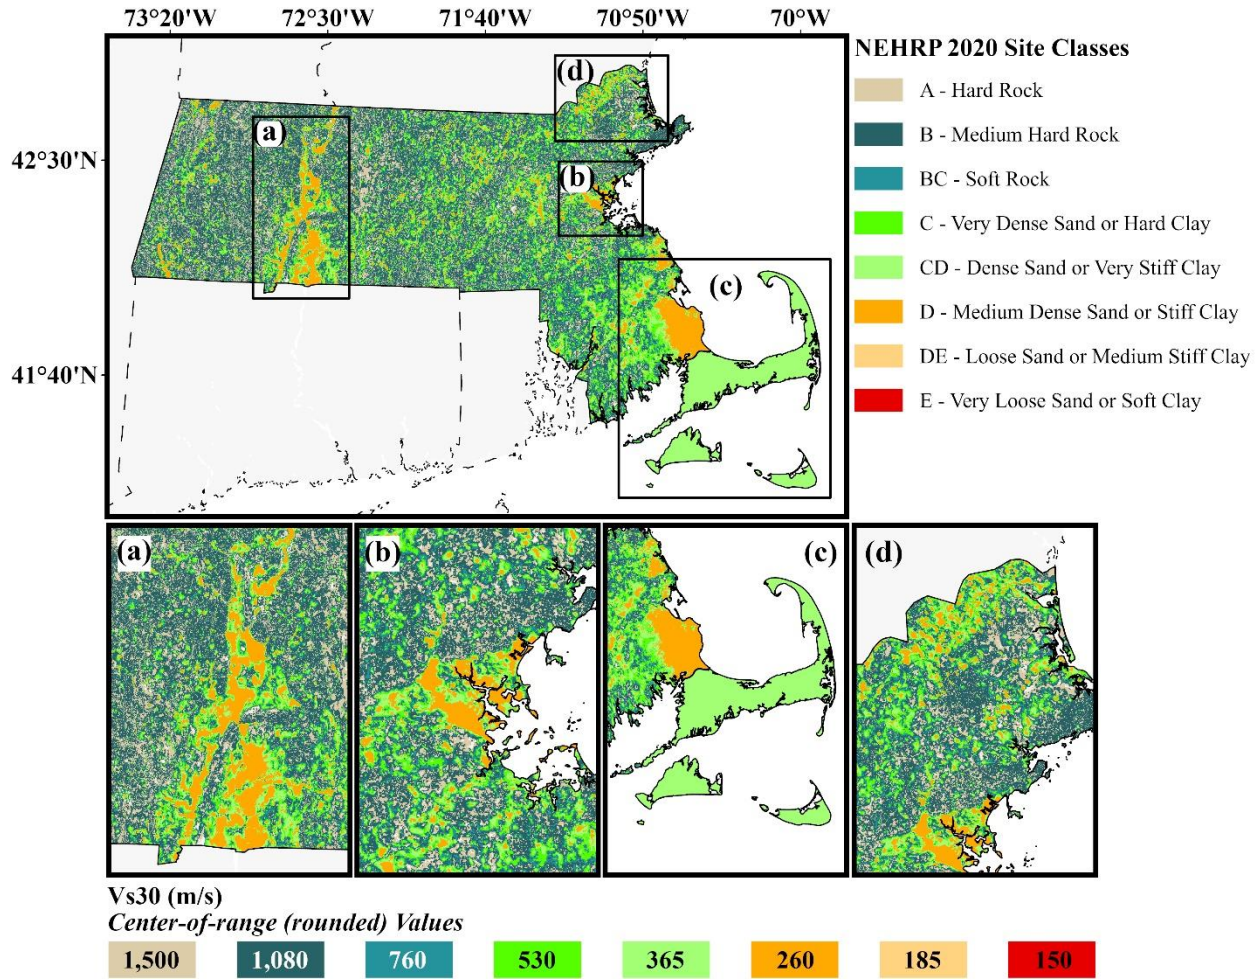 73°20'W 72°30'W 71°40'W 70°50'W 70°W
42°30'N
41°40'N
(a)
(b)
(c)
(d)
NEHRP 2020 Site Classes
A - Hard Rock
B - Medium Hard Rock
BC - Soft Rock
C - Very Dense Sand or Hard Clay
CD - Dense Sand or Very Stiff Clay
D - Medium Dense Sand or Stiff Clay
DE - Loose Sand or Medium Stiff Clay
E - Very Loose Sand or Soft Clay
(a) (b) (c) (d)
Vs30 (m/s)
Center-of-range (rounded) Values
1,500 1,080 760 530 365 260 185 150